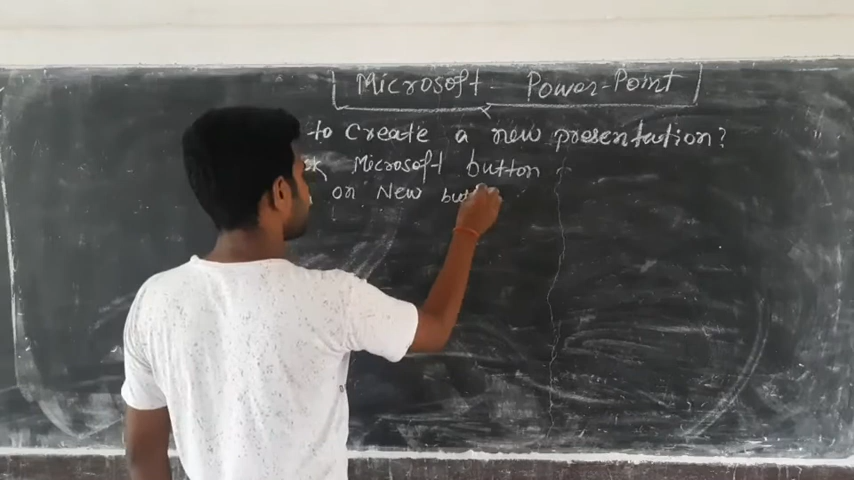 Microsoft Power-Point
to Create a new presentation?
Microsoft button
on New